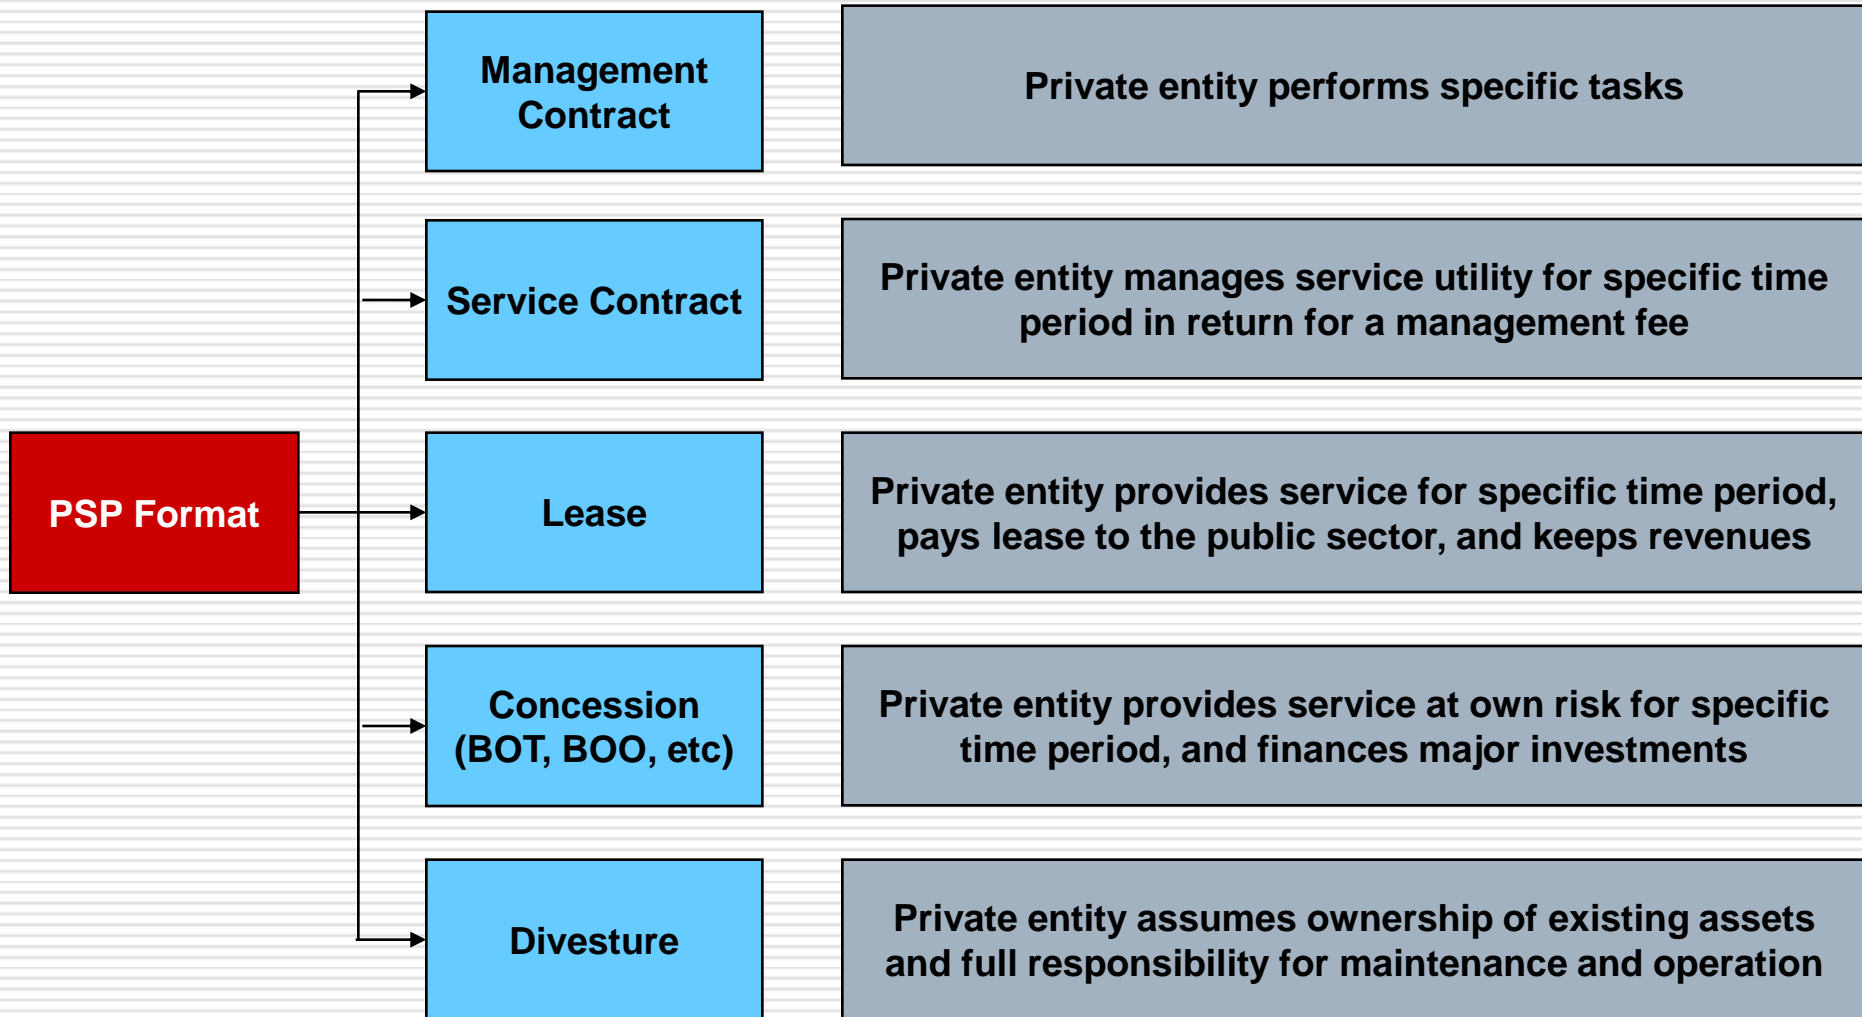 Management
Contract
Private entity performs specific tasks
Service Contract
Private entity manages service utility for specific time
period in return for a management fee
PSP Format
Lease
Private entity provides service for specific time period,
pays lease to the public sector, and keeps revenues
Concession
(BOT, BOO, etc)
Private entity provides service at own risk for specific
time period, and finances major investments
Divesture
Private entity assumes ownership of existing assets
and full responsibility for maintenance and operation